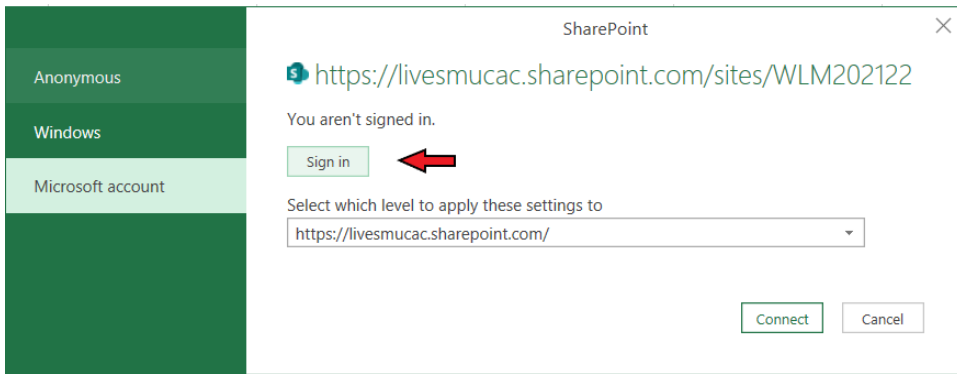 SharePoint
Anonymous
Windows
Microsoft account
https://livesmucac.sharepoint.com/sites/WLM202122
You aren't signed in.
Sign in
Select which level to apply these settings to
https://livesmucac.sharepoint.com/
Connect
Cancel